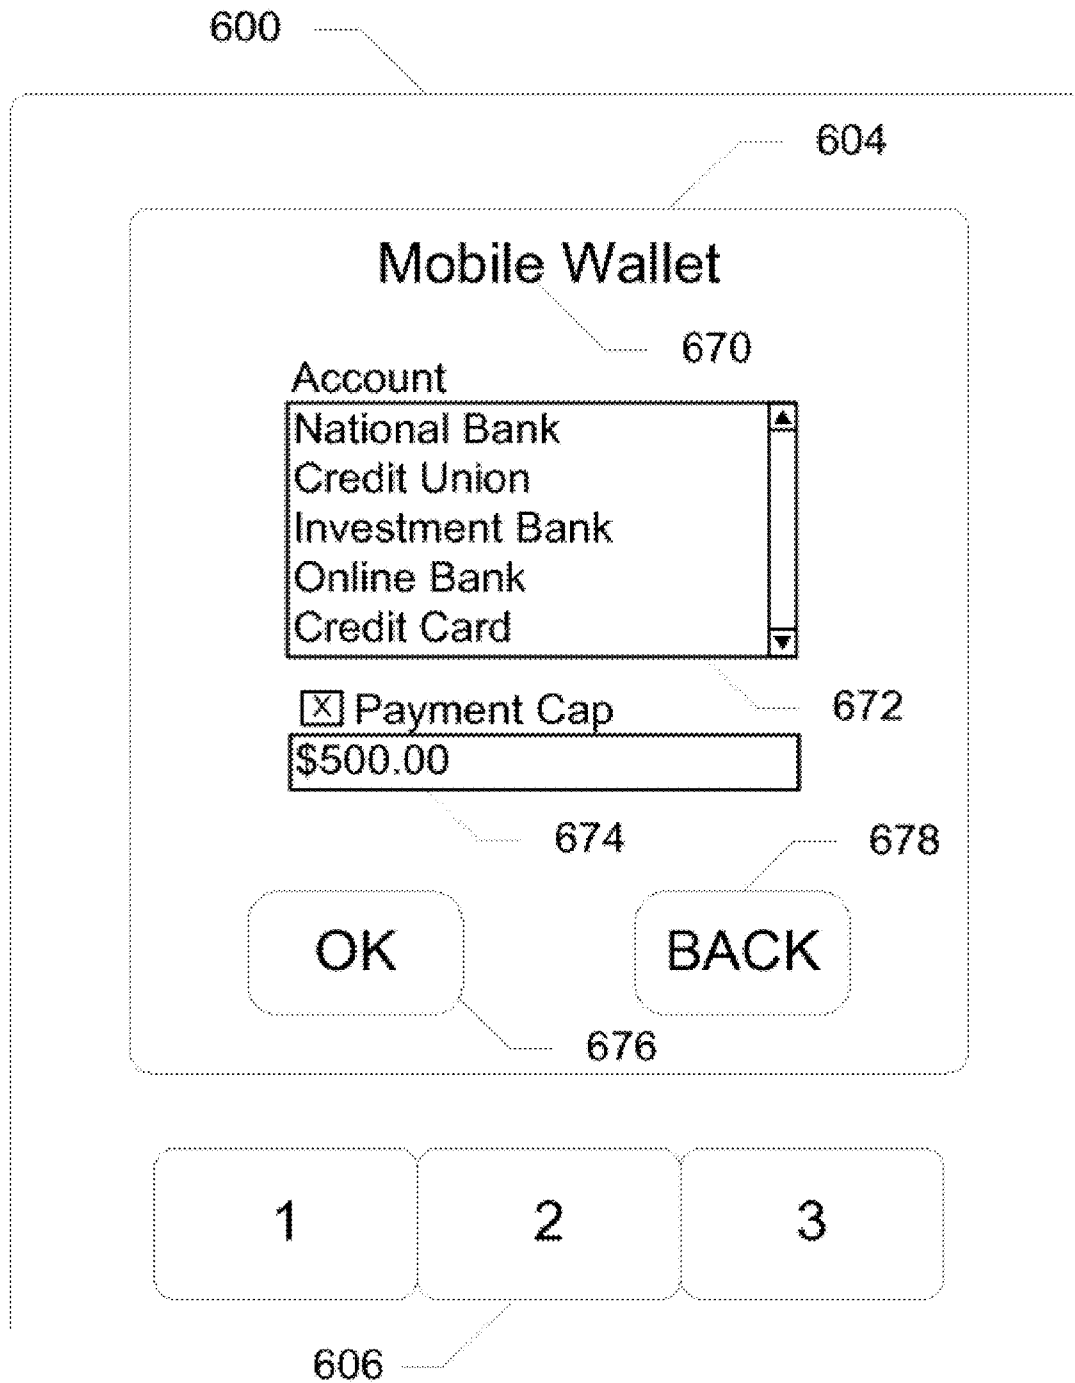 600
604
Mobile Wallet
670
Account
National Bank
Credit Union
Investment Bank
Online Bank
Credit Card
672
X Payment Cap
$500.00
674
678
OK
BACK
676
1 2 3
606